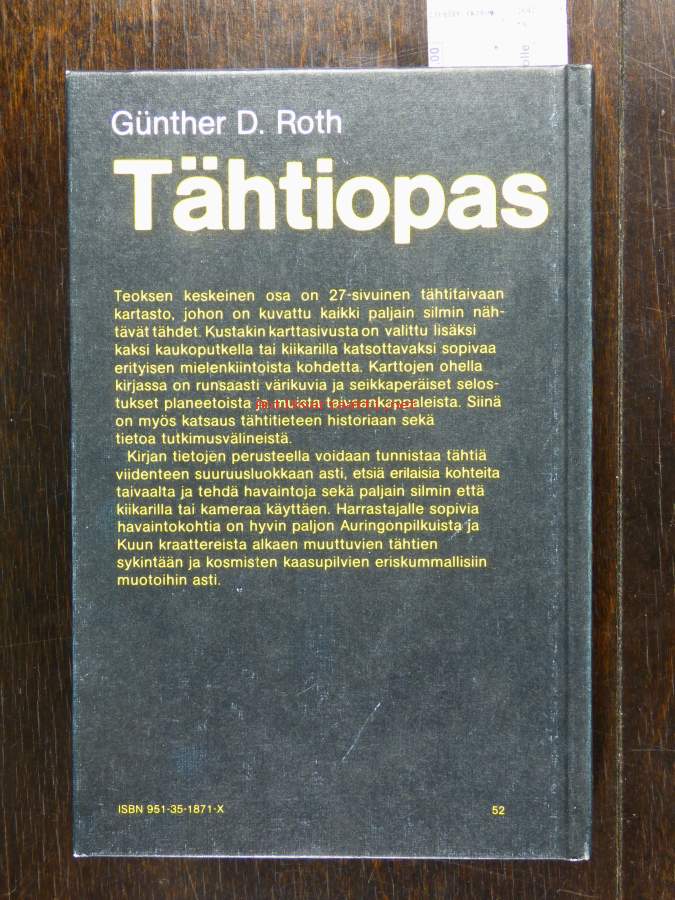 Günther D. Roth
Tähtiopas
Teoksen keskeinen osa on 27-sivuinen tähtitaivaan
kartasto, johon on kuvattu kaikki paljain silmin näh-
tävät tähdet. Kustakin karttasivusta on valittu lisäksi
kaksi kaukoputkella tai kiikarilla katsottavaksi sopivaa
erityisen mielenkiintoista kohdetta. Karttojen ohella
kirjassa on runsaasti värikuvia ja seikkaperäiset selos-
tukset planeetoista ja muista taivaankappaleista. Siinä
on myös katsaus tähtitieteen historiaan sekä
tietoa tutkimusvälineistä.
Kirjan tietojen perusteella voidaan tunnistaa tähtiä
viidenteen suuruusluokkaan asti, etsiä erilaisia kohteita
taivaalta ja tehdä havaintoja sekä paljain silmin että
kiikarilla tai kameraa käyttäen. Harrastajalle sopivia
havaintokohtia on hyvin paljon Auringonpilkuista ja
Kuun kraattereista alkaen muuttuvien tähtien
sykintään ja kosmisten kaasupilvien eriskummallisiin
muotoihin asti.
ISBN 951-35-1871-X
52